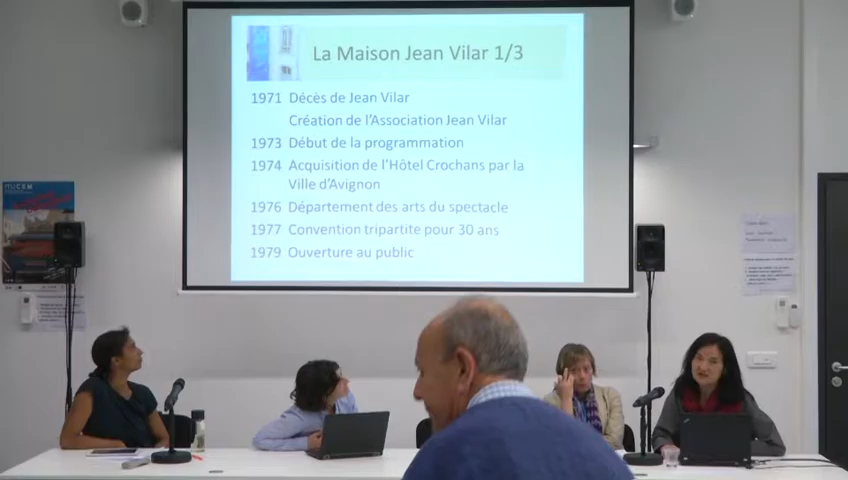 La Maison Jean Vilar 1/3
1971 Décès de Jean Vilar
Création de l'Association Jean Vilar
1973 Début de la programmation
1974 Acquisition de l'Hôtel Crochans par la
Ville d'Avignon
1976 Département des arts du spectacle
1977 Convention tripartite pour 30 ans
1979 Ouverture au public
MUCEM